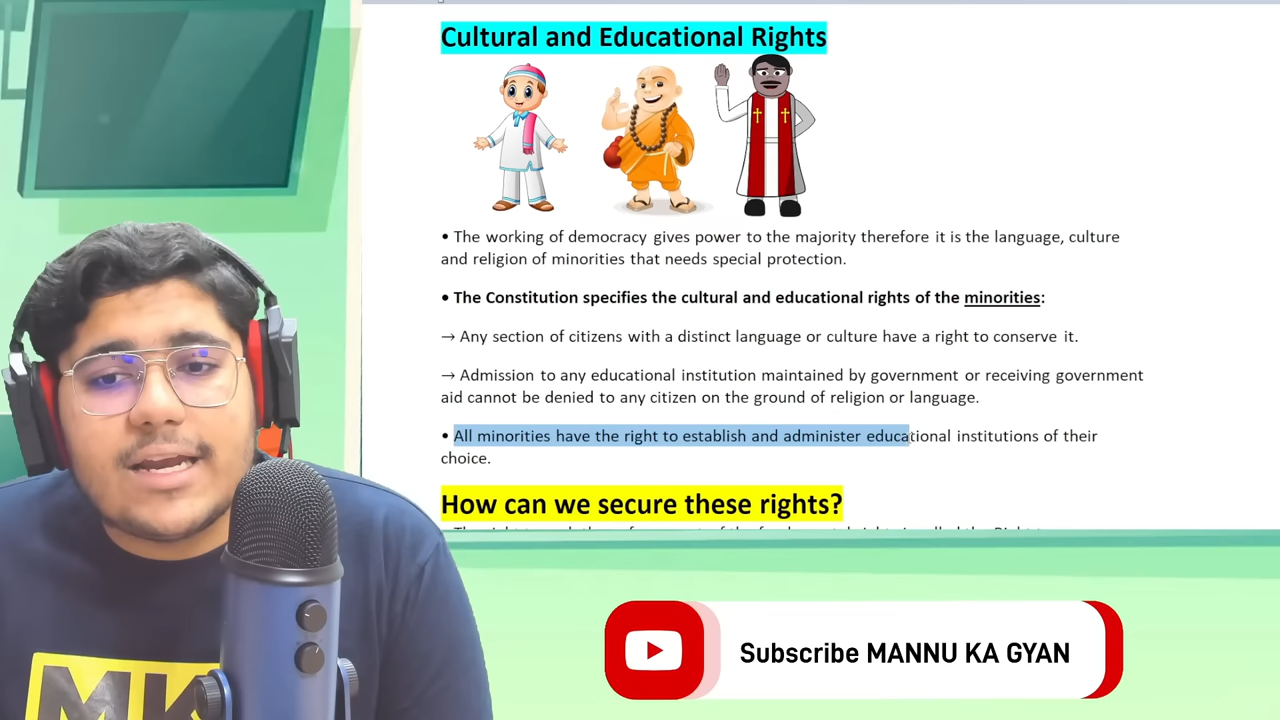 Cultural and Educational Rights
• The working of democracy gives power to the majority therefore it is the language, culture
and religion of minorities that needs special protection.
• The Constitution specifies the cultural and educational rights of the minorities:
→ Any section of citizens with a distinct language or culture have a right to conserve it.
→ Admission to any educational institution maintained by government or receiving government
aid cannot be denied to any citizen on the ground of religion or language.
• All minorities have the right to establish and administer educational institutions of their
choice.
How can we secure these rights?
Subscribe MANNU KA GYAN